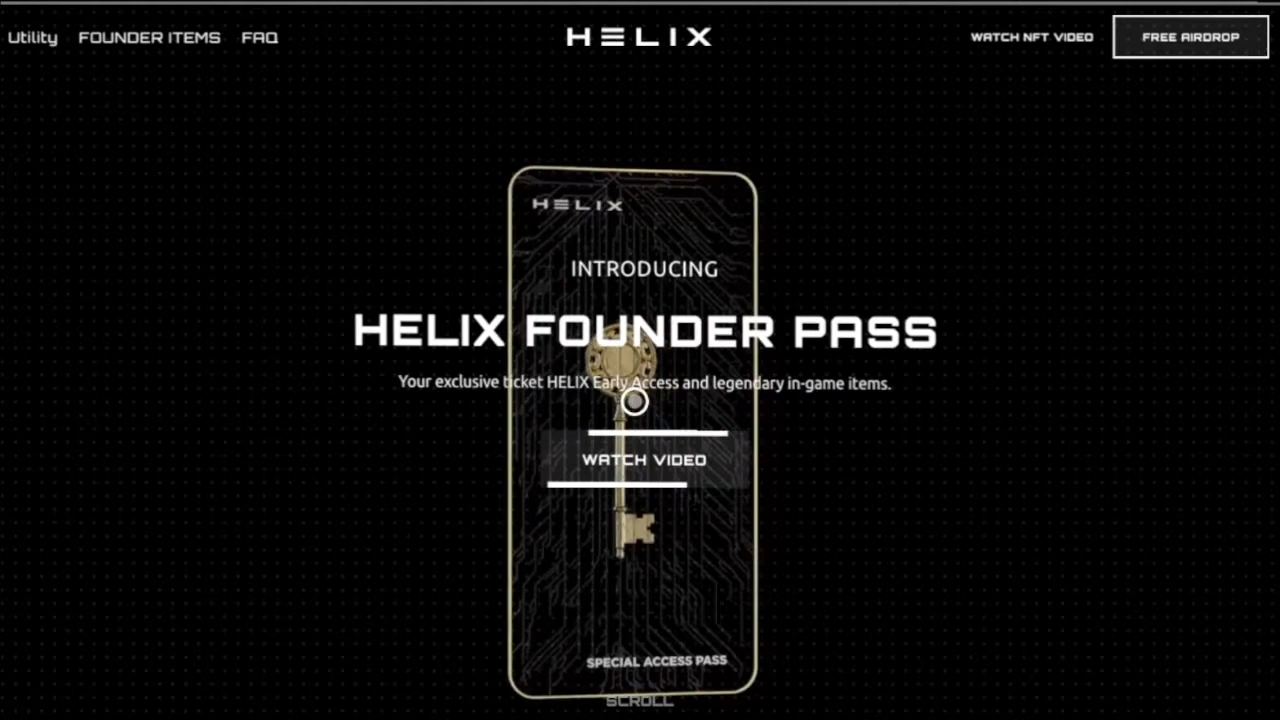 Utility FOUNDER ITEMS FAQ HELIX WATCH NFT VIDEO FREE AIRDROP
HELIX
INTRODUCING
HELIX FOUNDER PASS
Your exclusive ticket HELIX Early Access and legendary in-game items.
WATCH VIDEO
SPECIAL ACCESS PASS
SCROLL